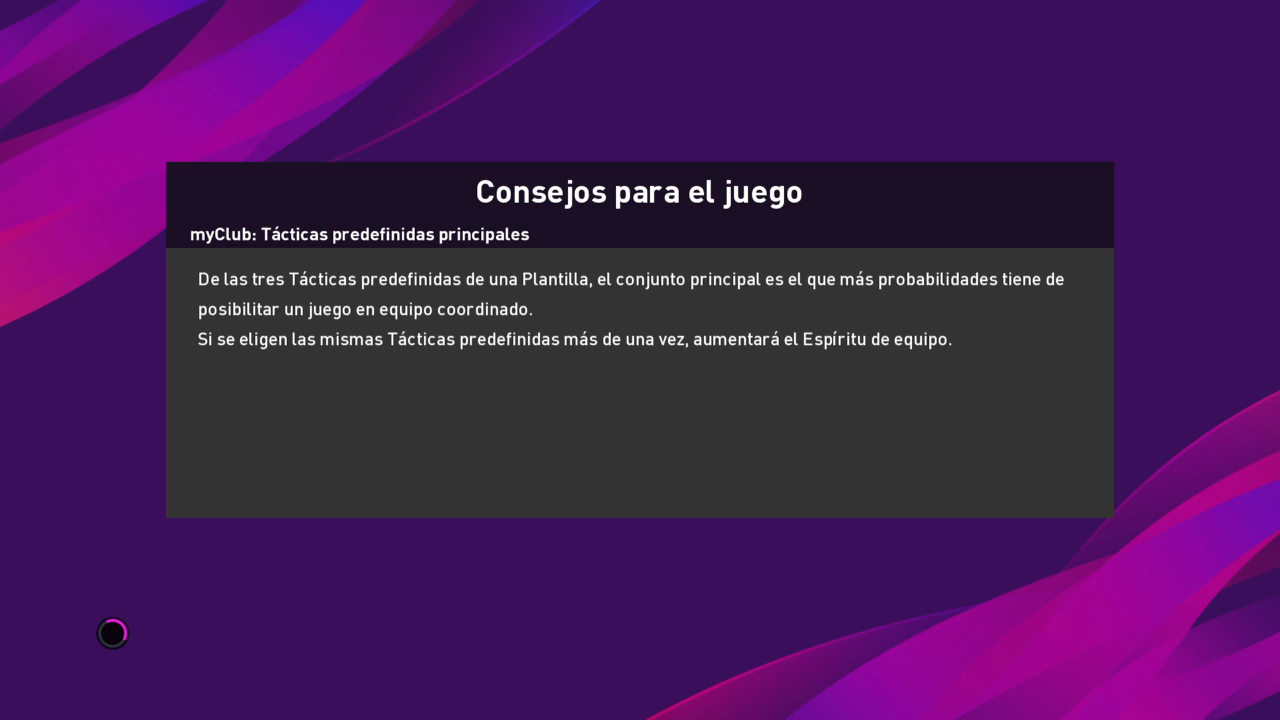 Consejos para el juego
myClub: Tácticas predefinidas principales
De las tres Tácticas predefinidas de una Plantilla, el conjunto principal es el que más probabilidades tiene de
posibilitar un juego en equipo coordinado.
Si se eligen las mismas Tácticas predefinidas más de una vez, aumentará el Espíritu de equipo.